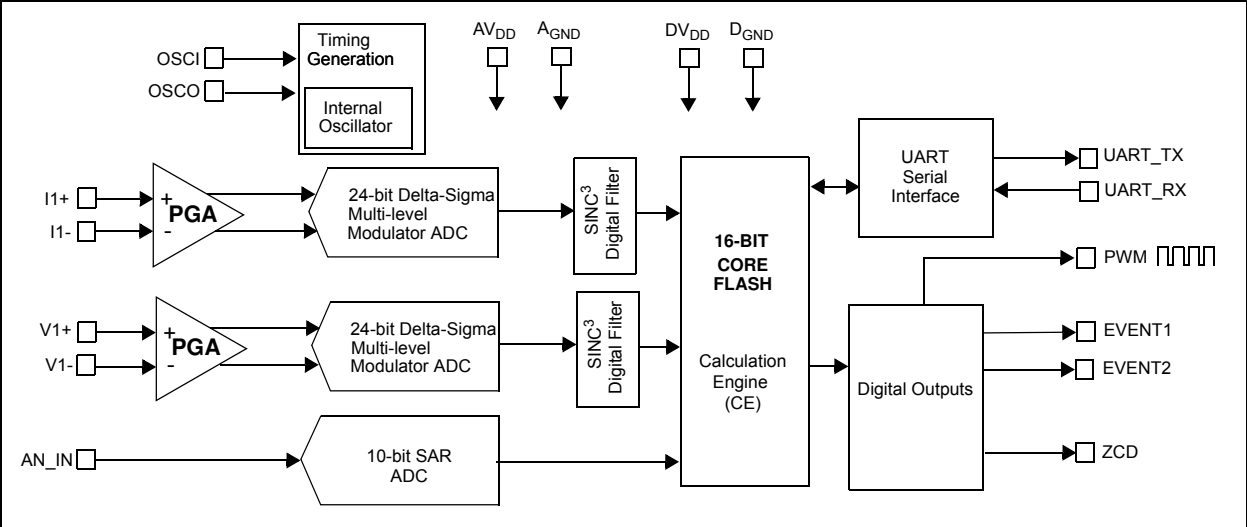 AVDD
AGND
DVDD
DGND
OSCI
OSCO
Timing
Generation
Internal
Oscillator
I1+
I1-
+
PGA
-
24-bit Delta-Sigma
Multi-level
Modulator ADC
SINC3
Digital Filter
V1+
V1-
+
PGA
-
24-bit Delta-Sigma
Multi-level
Modulator ADC
SINC3
Digital Filter
AN_IN
10-bit SAR
ADC
16-BIT
CORE
FLASH
Calculation
Engine
(CE)
UART
Serial
Interface
UART_TX
UART_RX
Digital Outputs
PWM
EVENT1
EVENT2
ZCD